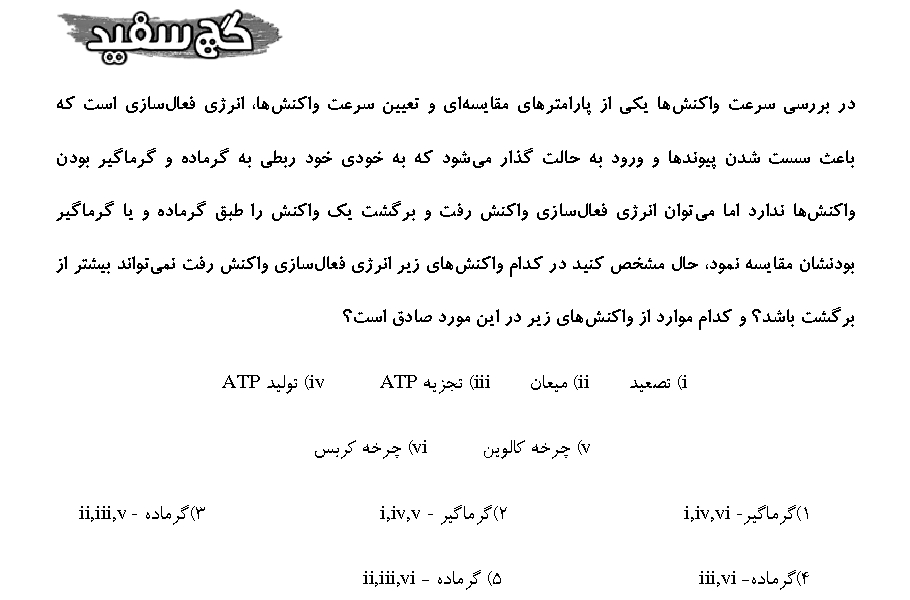 گچ سفید
در بررسی سرعت واکنش‌ها یکی از پارامترهای مقایسه‌ای و تعیین سرعت واکنش‌ها، انرژی فعال‌سازی است که
باعث سست شدن پیوندها و ورود به حالت گذار می‌شود که به خودی خود ربطی به گرماده و گرماگیر بودن
واکنش‌ها ندارد اما می‌توان انرژی فعال‌سازی واکنش رفت و برگشت یک واکنش را طبق گرماده و یا گرماگیر
بودنشان مقایسه نمود، حال مشخص کنید در کدام واکنش‌های زیر انرژی فعال‌سازی واکنش رفت نمی‌تواند بیشتر از
برگشت باشد؟ و کدام موارد از واکنش‌های زیر در این مورد صادق است؟
i) تصعید ii) میعان iii) تجزیه ATP iv) تولید ATP
v) چرخه کالوین vi) چرخه کربس
۱)گرماگیر- i,iv,vi ۲)گرماگیر - i,iv,v ۳)گرماده - ii,iii,v
۴)گرماده- iii,vi ۵) گرماده - ii,iii,vi